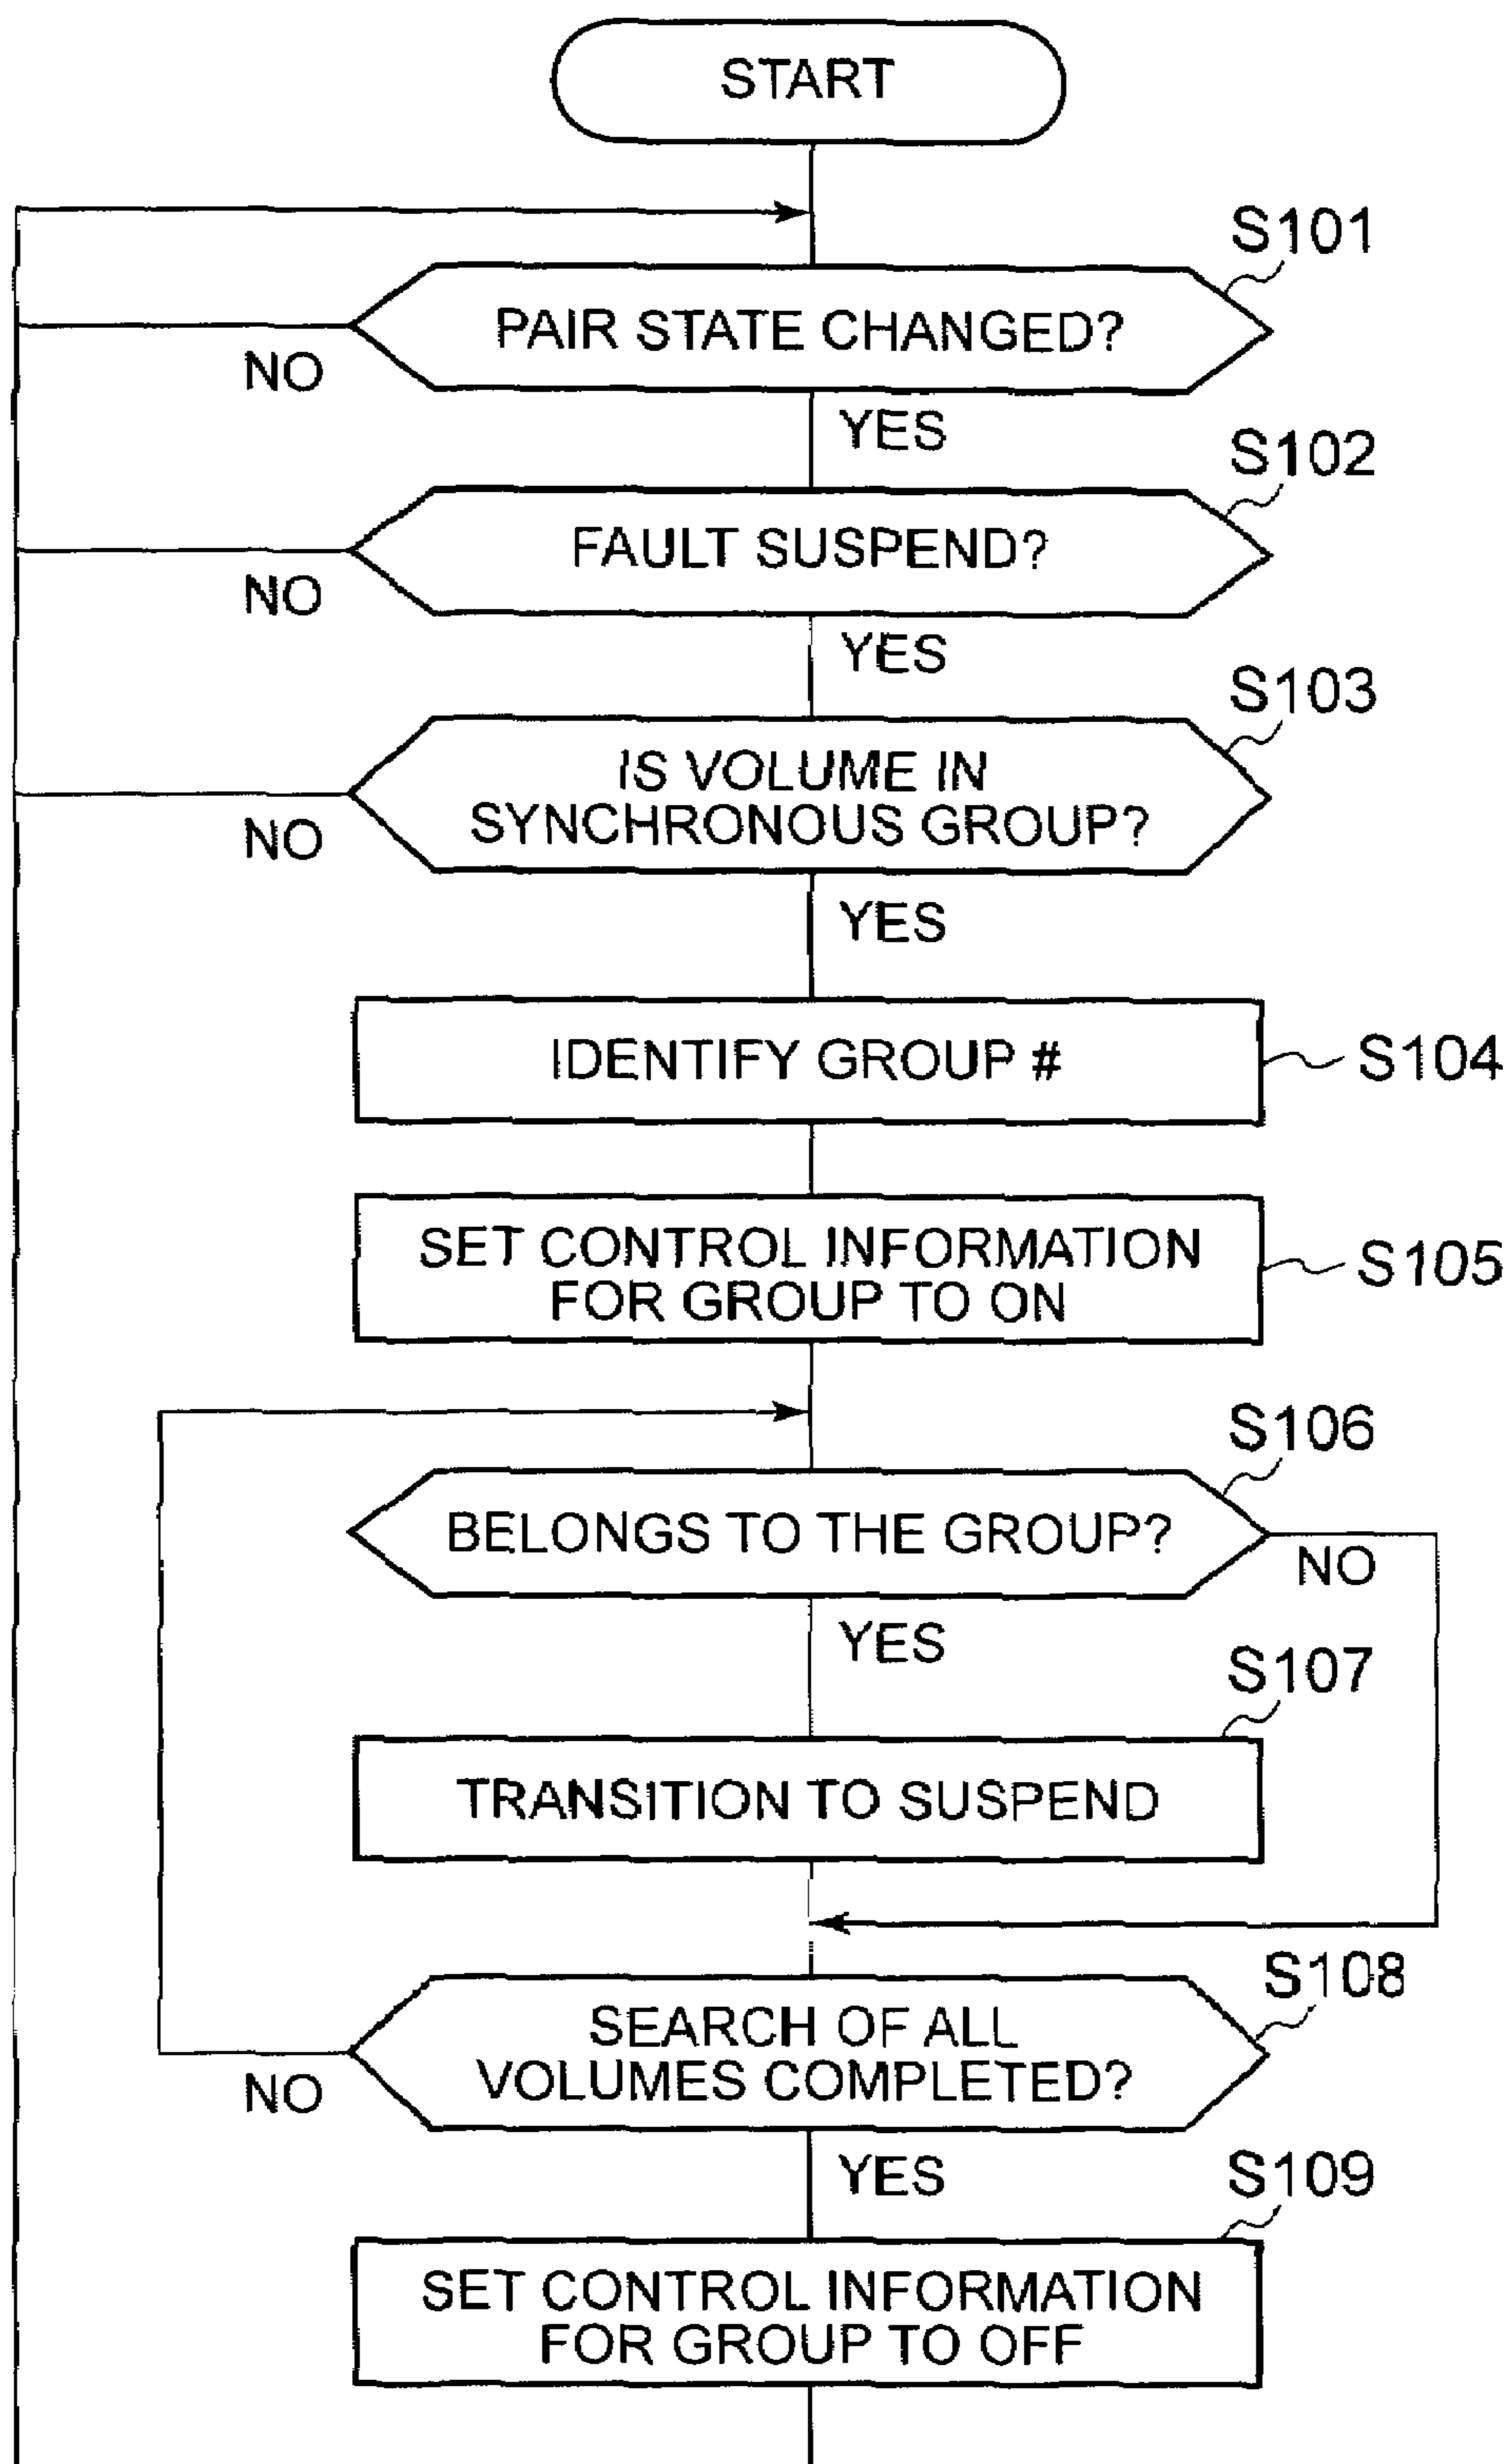 START
S101
PAIR STATE CHANGED?
NO
YES
S102
FAULT SUSPEND?
NO
YES
S103
IS VOLUME IN
SYNCHRONOUS GROUP?
NO
YES
IDENTIFY GROUP #
S104
SET CONTROL INFORMATION
FOR GROUP TO ON
S105
S106
BELONGS TO THE GROUP?
NO
YES
S107
TRANSITION TO SUSPEND
S108
SEARCH OF ALL
VOLUMES COMPLETED?
NO
YES
S109
SET CONTROL INFORMATION
FOR GROUP TO OFF